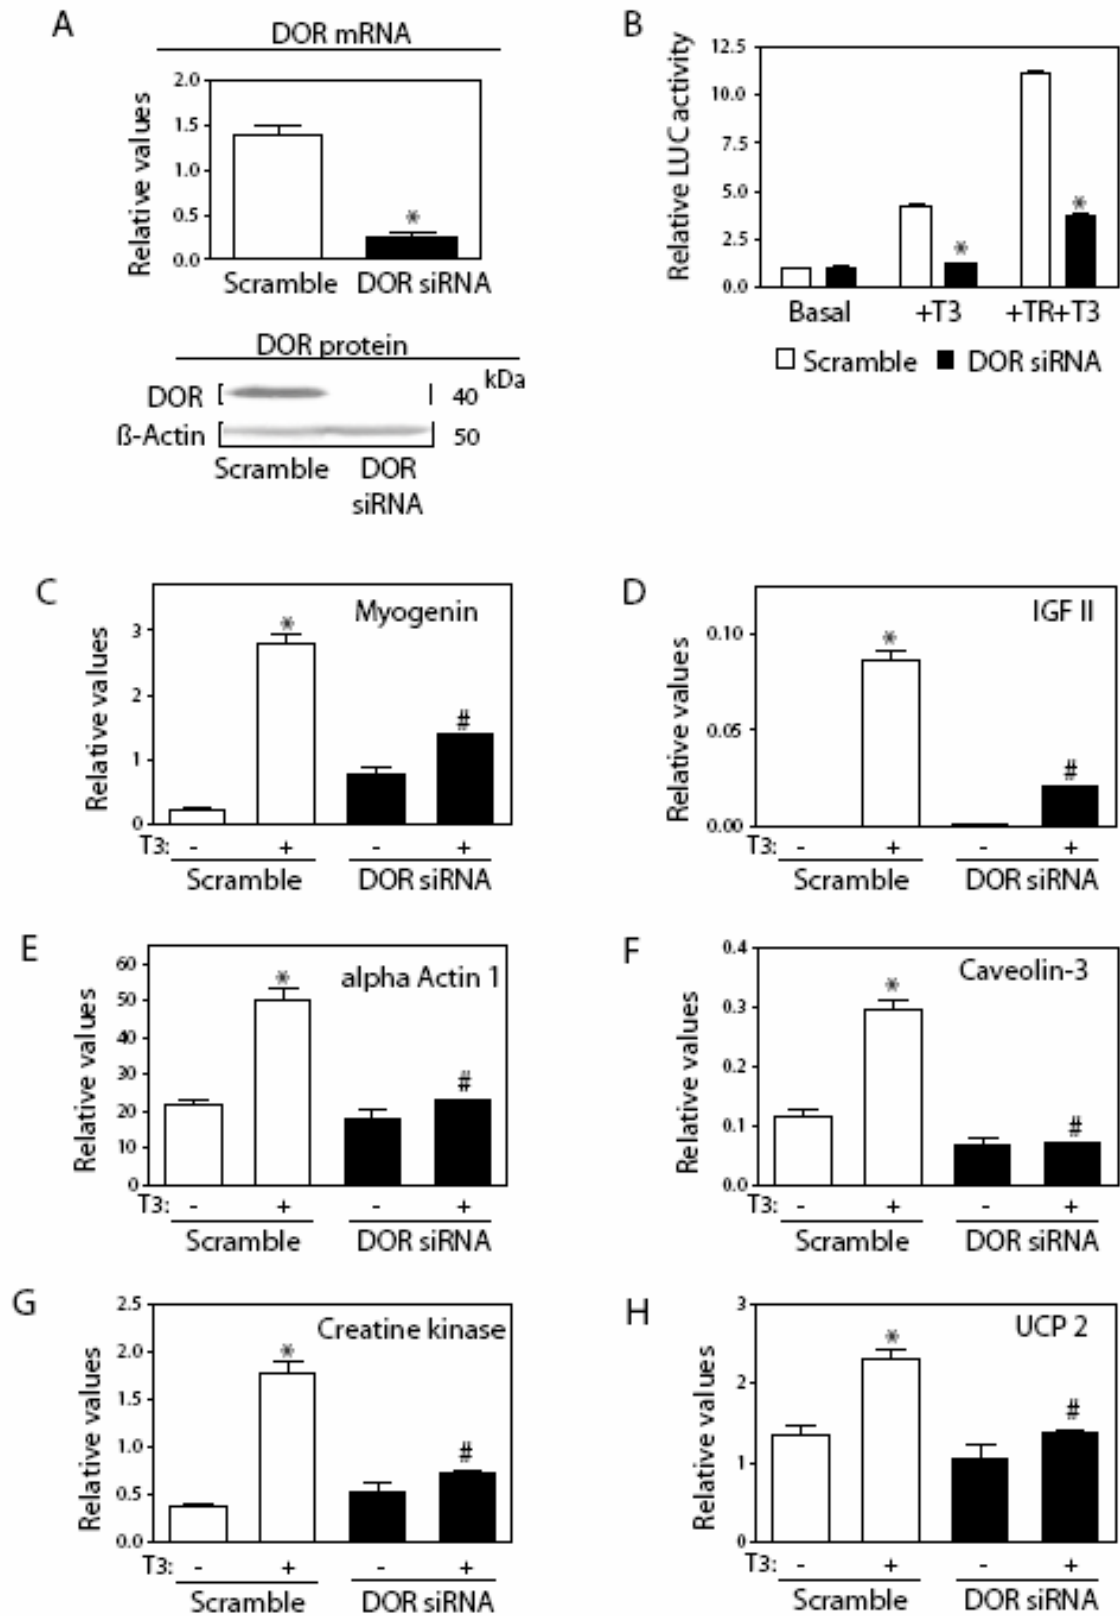 A
DOR mRNA
Relative values
2.0
1.5
1.0
0.5
0.0
*
Scramble DOR siRNA
DOR protein
kDa
DOR 40
ß-Actin 50
Scramble DOR
siRNA
B
Relative LUC activity
12.5
10.0
7.5
5.0
2.5
0.0
*
*
Basal +T3 +TR+T3
Scramble DOR siRNA
C
Myogenin
Relative values
3
2
1
0
*
#
T3: - + - +
Scramble DOR siRNA
D
IGF II
Relative values
0.10
0.05
0.00
*
#
T3: - + - +
Scramble DOR siRNA
E
alpha Actin 1
Relative values
60
50
40
30
20
10
0
*
#
T3: - + - +
Scramble DOR siRNA
F
Caveolin-3
Relative values
0.4
0.3
0.2
0.1
0.0
*
#
T3: - + - +
Scramble DOR siRNA
G
Creatine kinase
Relative values
2.5
2.0
1.5
1.0
0.5
0.0
*
#
T3: - + - +
Scramble DOR siRNA
H
UCP 2
Relative values
3
2
1
0
*
#
T3: - + - +
Scramble DOR siRNA